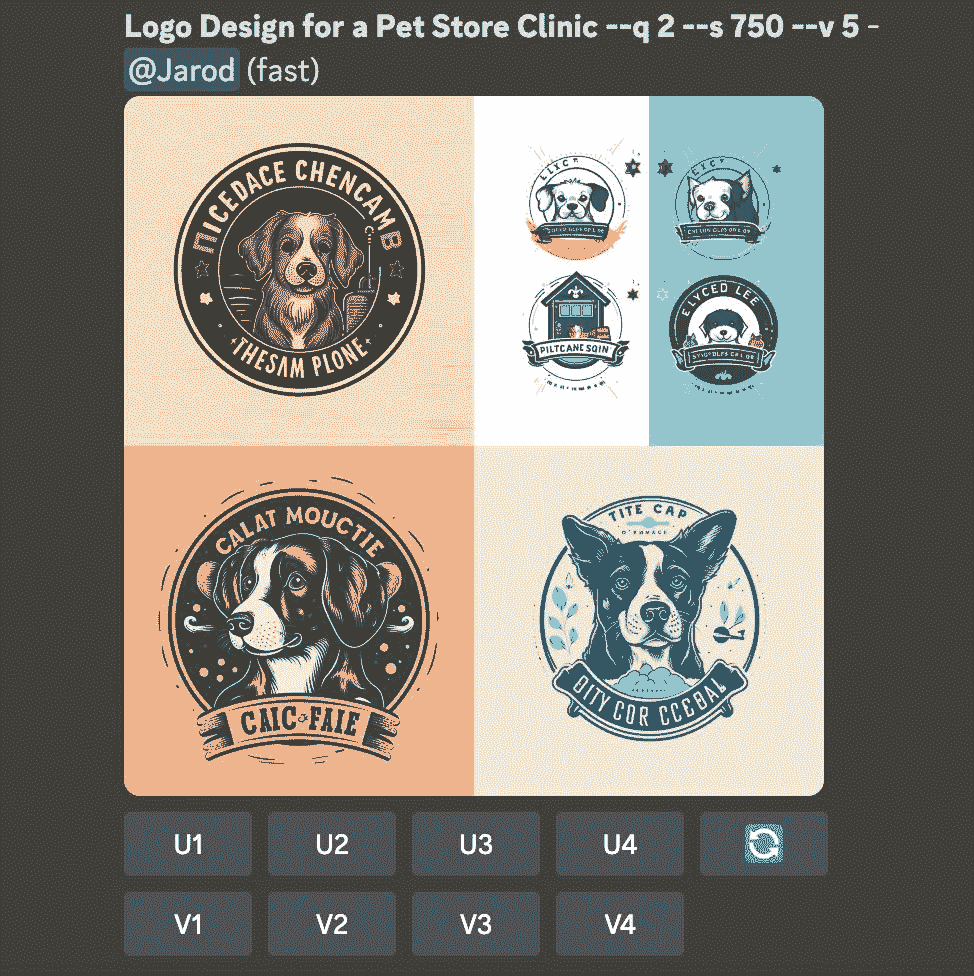 Logo Design for a Pet Store Clinic --q 2 --s 750 --v 5 -
@Jarod (fast)
NICEDACE CHENCAMB
THESAM PLONE
ELYCED LEE
PILTCANE SOIN
CALAT MOUCTIE
CAIC & FAIE
TITE CAP
OITY COR CCEBAL
U1 U2 U3 U4
V1 V2 V3 V4